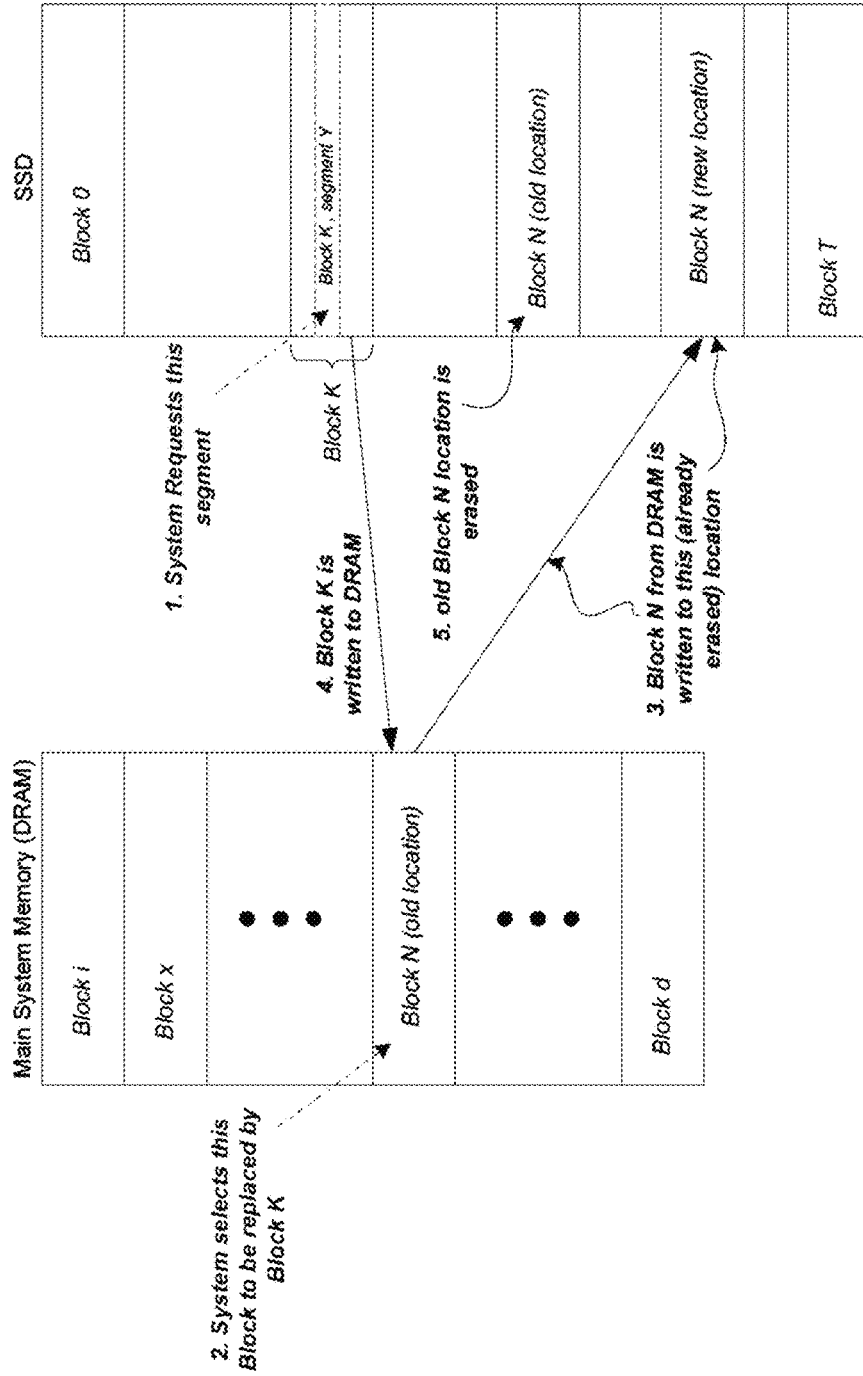 Main System Memory (DRAM)
Block i
Block x
Block N (old location)
Block d
2. System selects this
Block to be replaced by
Block K
SSD
Block 0
Block K , segment Y
Block N (old location)
Block N (new location)
Block T
1. System Requests this
segment
Block K
4. Block K is
written to DRAM
5. old Block N location is
erased
3. Block N from DRAM is
written to this (already
erased) location